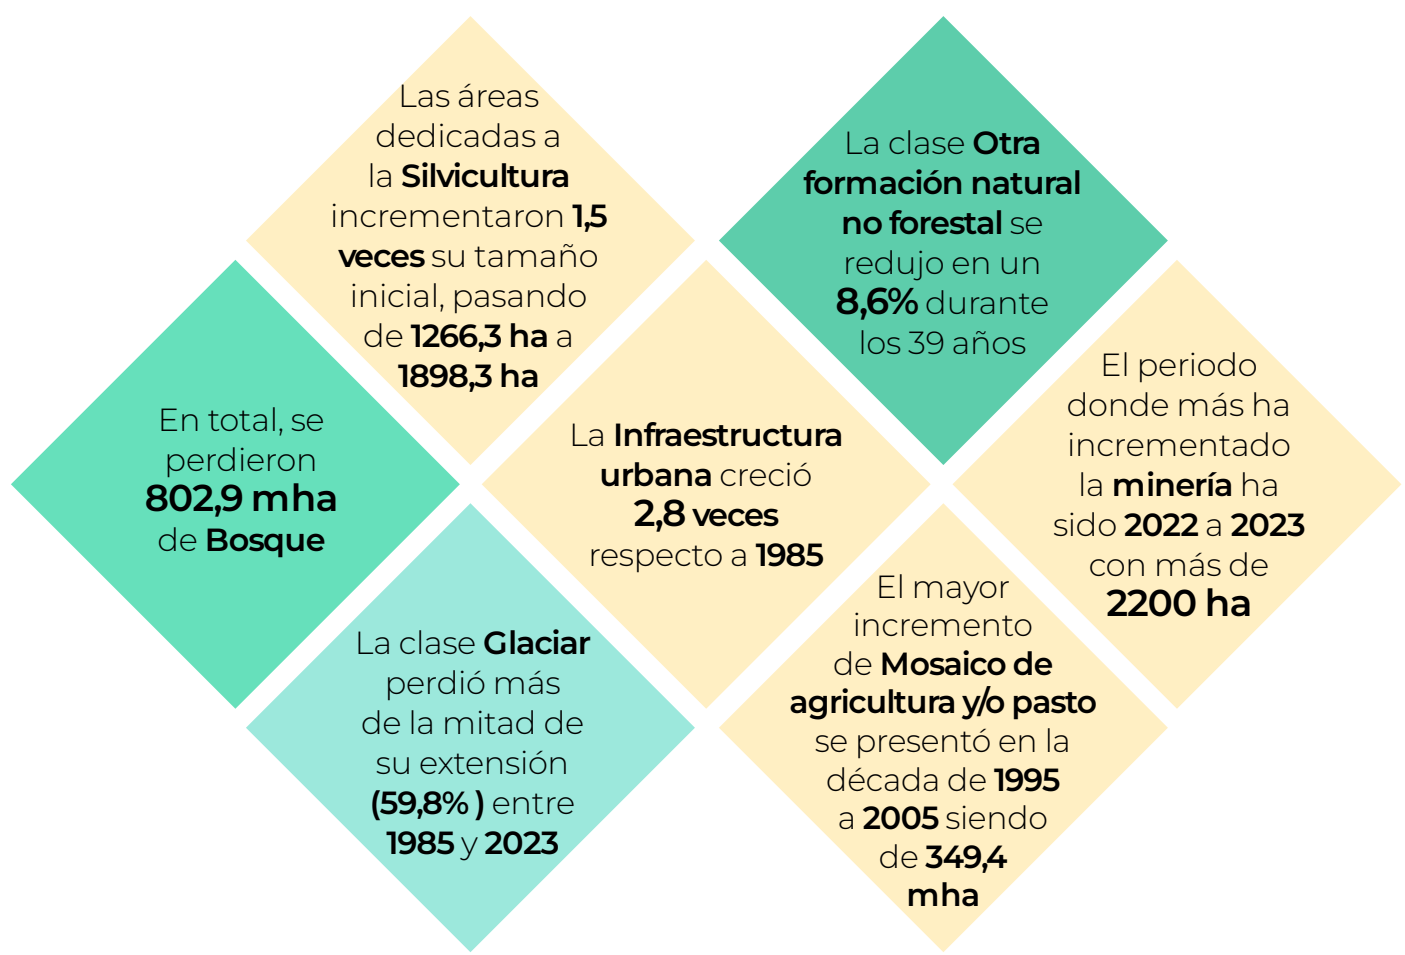 Las áreas
dedicadas a
la Silvicultura
incrementaron 1,5
veces su tamaño
inicial, pasando
de 1266,3 ha a
1898,3 ha
La clase Otra
formación natural
no forestal se
redujo en un
8,6% durante
los 39 años
En total, se
perdieron
802,9 mha
de Bosque
La Infraestructura
urbana creció
2,8 veces
respecto a 1985
El periodo
donde más ha
incrementado
la minería ha
sido 2022 a 2023
con más de
2200 ha
La clase Glaciar
perdió más
de la mitad de
su extensión
(59,8% ) entre
1985 y 2023
El mayor
incremento
de Mosaico de
agricultura y/o pasto
se presentó en la
década de 1995
a 2005 siendo
de 349,4
mha